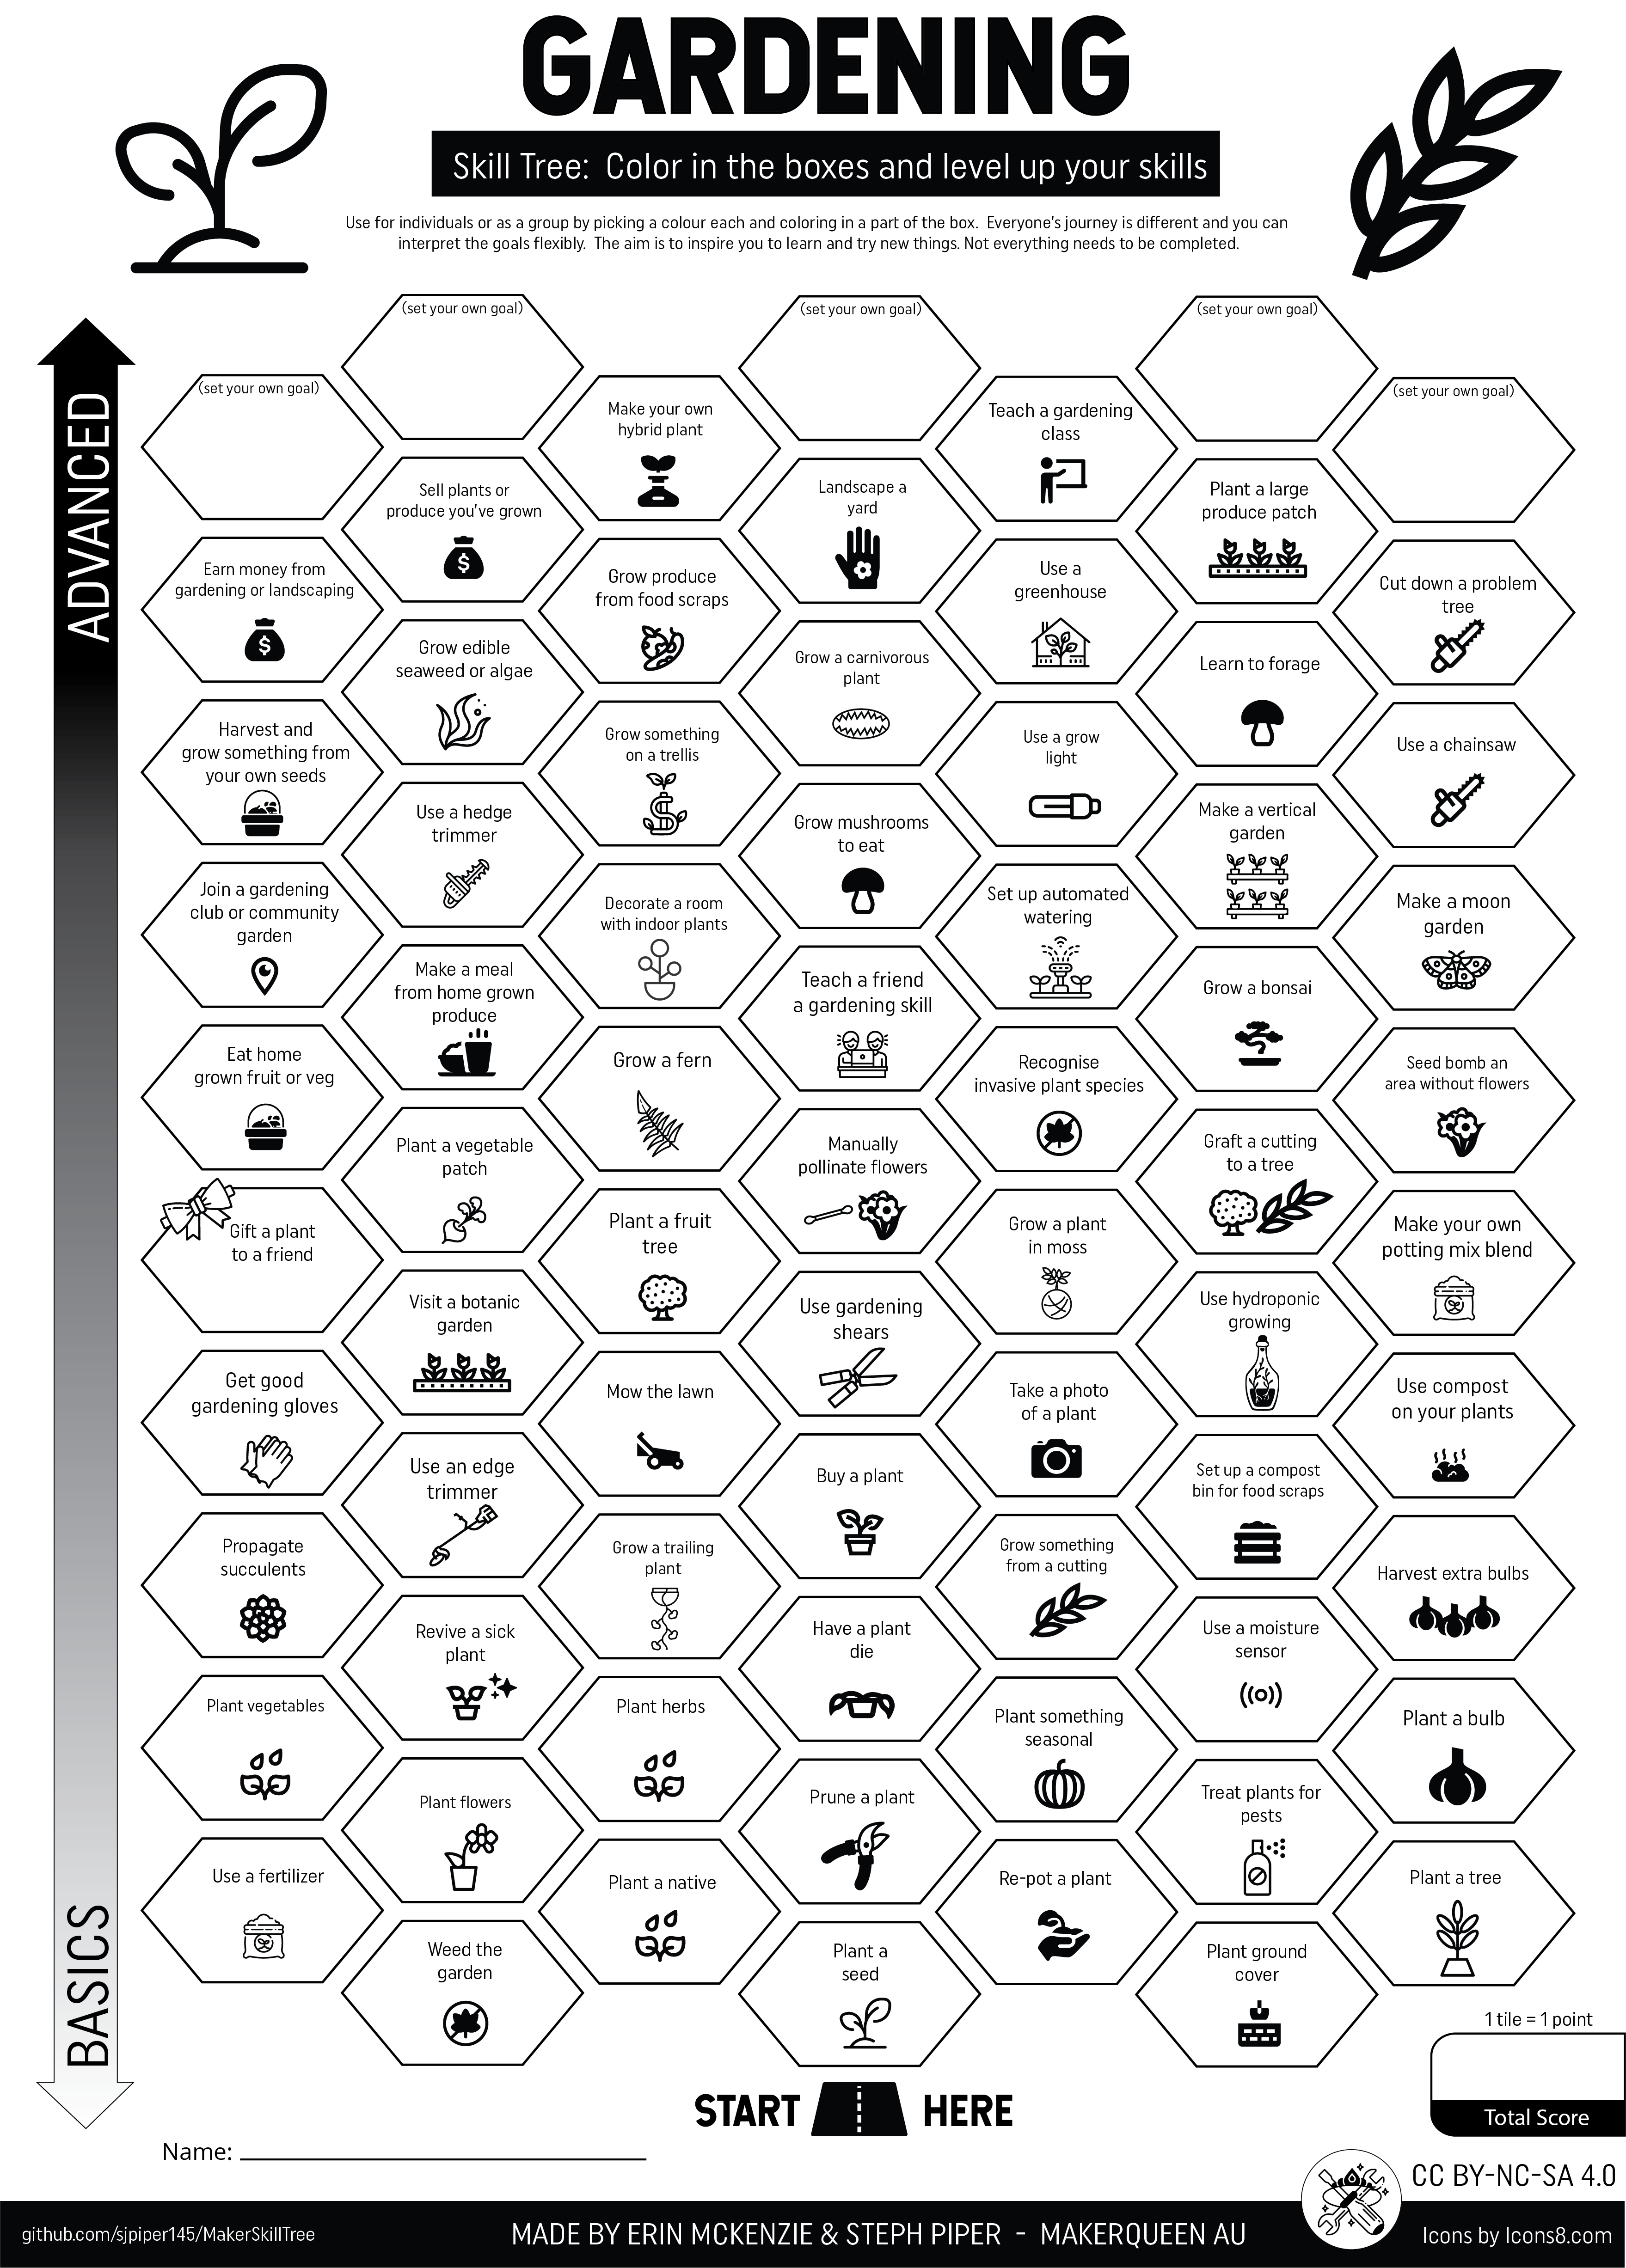 GARDENING
Skill Tree: Color in the boxes and level up your skills
Use for individuals or as a group by picking a colour each and coloring in a part of the box. Everyone's journey is different and you can
interpret the goals flexibly. The aim is to inspire you to learn and try new things. Not everything needs to be completed.
ADVANCED
BASICS
(set your own goal)
(set your own goal)
(set your own goal)
(set your own goal)
(set your own goal)
Make your own
hybrid plant
Teach a gardening
class
Sell plants or
produce you've grown
Landscape a
yard
Plant a large
produce patch
Earn money from
gardening or landscaping
Grow produce
from food scraps
Use a
greenhouse
Cut down a problem
tree
Grow edible
seaweed or algae
Grow a carnivorous
plant
Learn to forage
Harvest and
grow something from
your own seeds
Grow something
on a trellis
Use a grow
light
Use a chainsaw
Use a hedge
trimmer
Grow mushrooms
to eat
Make a vertical
garden
Join a gardening
club or community
garden
Decorate a room
with indoor plants
Set up automated
watering
Make a moon
garden
Make a meal
from home grown
produce
Teach a friend
a gardening skill
Grow a bonsai
Eat home
grown fruit or veg
Grow a fern
Recognise
invasive plant species
Seed bomb an
area without flowers
Plant a vegetable
patch
Manually
pollinate flowers
Graft a cutting
to a tree
Gift a plant
to a friend
Plant a fruit
tree
Grow a plant
in moss
Make your own
potting mix blend
Visit a botanic
garden
Use gardening
shears
Use hydroponic
growing
Get good
gardening gloves
Mow the lawn
Take a photo
of a plant
Use compost
on your plants
Use an edge
trimmer
Buy a plant
Set up a compost
bin for food scraps
Propagate
succulents
Grow a trailing
plant
Grow something
from a cutting
Harvest extra bulbs
Revive a sick
plant
Have a plant
die
Use a moisture
sensor
Plant vegetables
Plant herbs
Plant something
seasonal
Plant a bulb
Plant flowers
Prune a plant
Treat plants for
pests
Use a fertilizer
Plant a native
Re-pot a plant
Plant a tree
Weed the
garden
Plant a
seed
Plant ground
cover
1 tile = 1 point
Total Score
START HERE
Name:
CC BY-NC-SA 4.0
github.com/sjpiper145/MakerSkillTree
MADE BY ERIN MCKENZIE & STEPH PIPER - MAKERQUEEN AU
Icons by Icons8.com